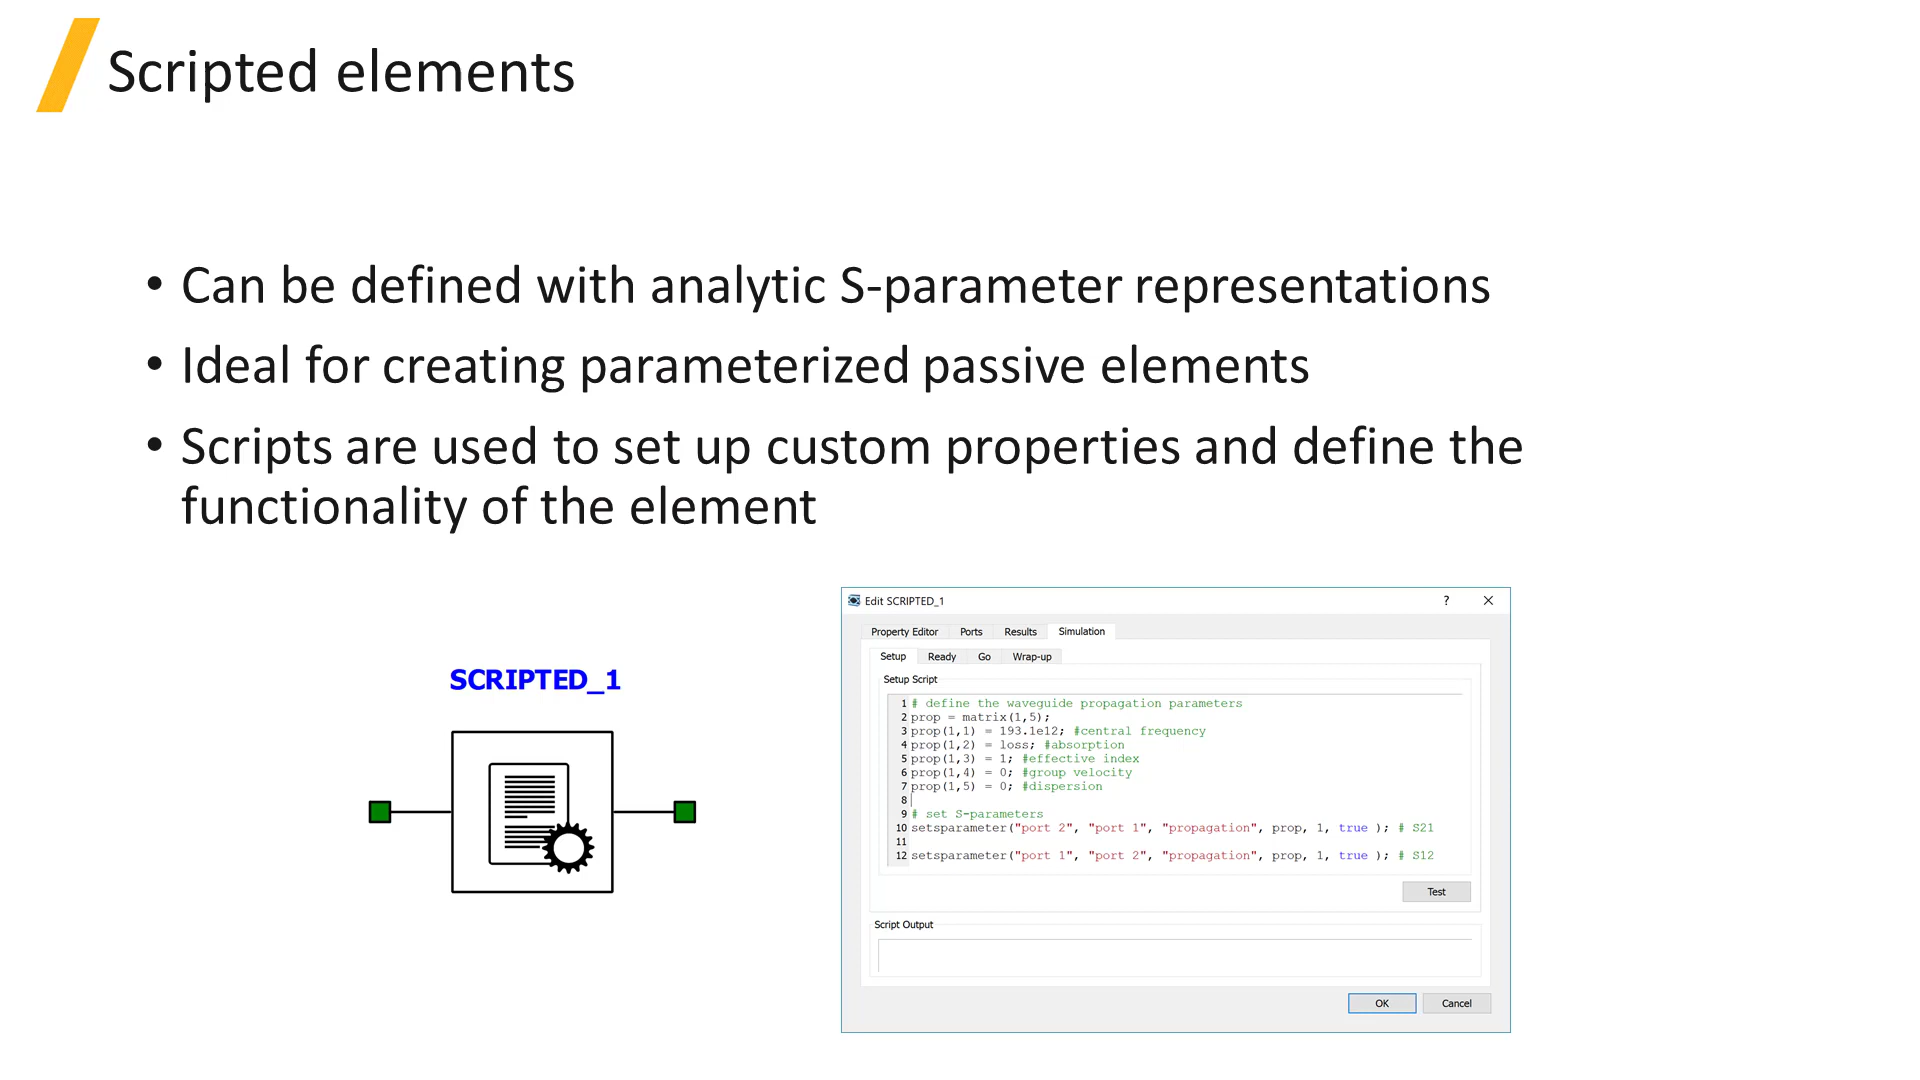 Scripted elements
• Can be defined with analytic S-parameter representations
• Ideal for creating parameterized passive elements
• Scripts are used to set up custom properties and define the
functionality of the element
SCRIPTED_1
Edit SCRIPTED_1 ?
Property Editor Ports Results Simulation
Setup Ready Go Wrap-up
Setup Script
1 # define the waveguide propagation parameters
2 prop = matrix(1,5);
3 prop(1,1) = 193.1e12; #central frequency
4 prop(1,2) = loss; #absorption
5 prop(1,3) = 1; #effective index
6 prop(1,4) = 0; #group velocity
7 prop(1,5) = 0; #dispersion
8
9 # set S-parameters
10 setsparameter("port 2", "port 1", "propagation", prop, 1, true ); # S21
11
12 setsparameter("port 1", "port 2", "propagation", prop, 1, true ); # S12
Test
Script Output
OK Cancel